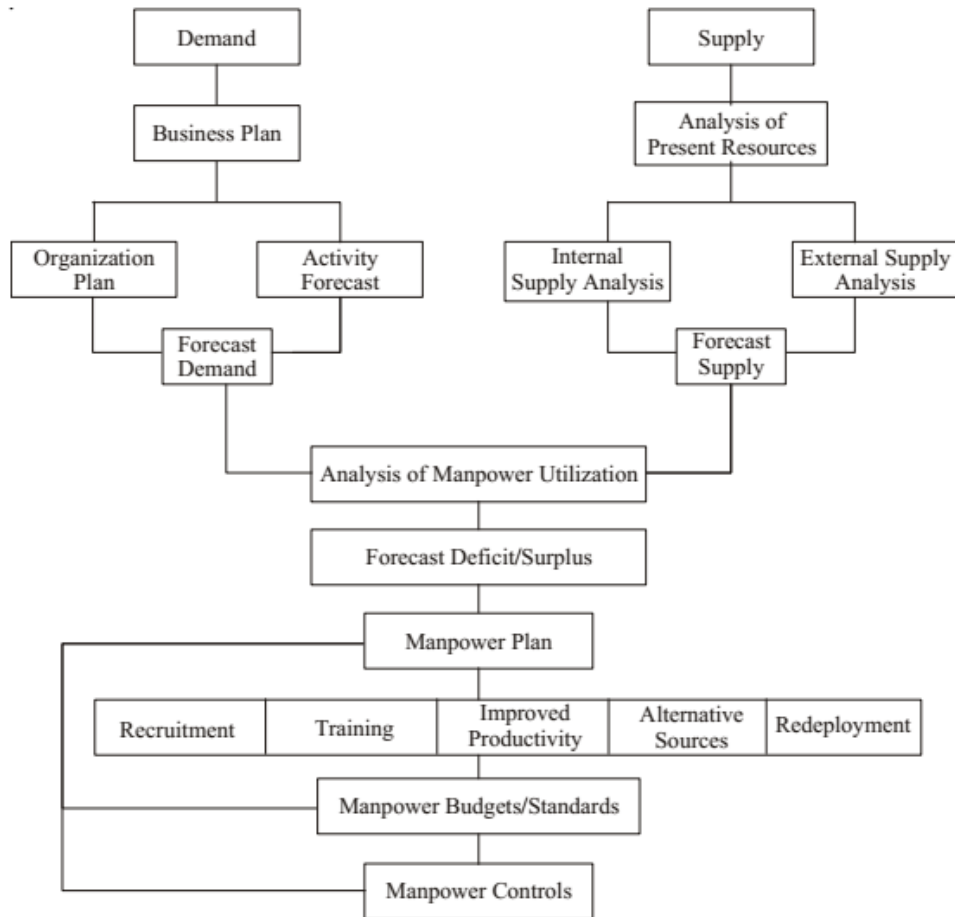 Demand
Supply
Business Plan
Analysis of
Present Resources
Organization
Plan
Activity
Forecast
Internal
Supply Analysis
External Supply
Analysis
Forecast
Demand
Forecast
Supply
Analysis of Manpower Utilization
Forecast Deficit/Surplus
Manpower Plan
Recruitment
Training
Improved
Productivity
Alternative
Sources
Redeployment
Manpower Budgets/Standards
Manpower Controls